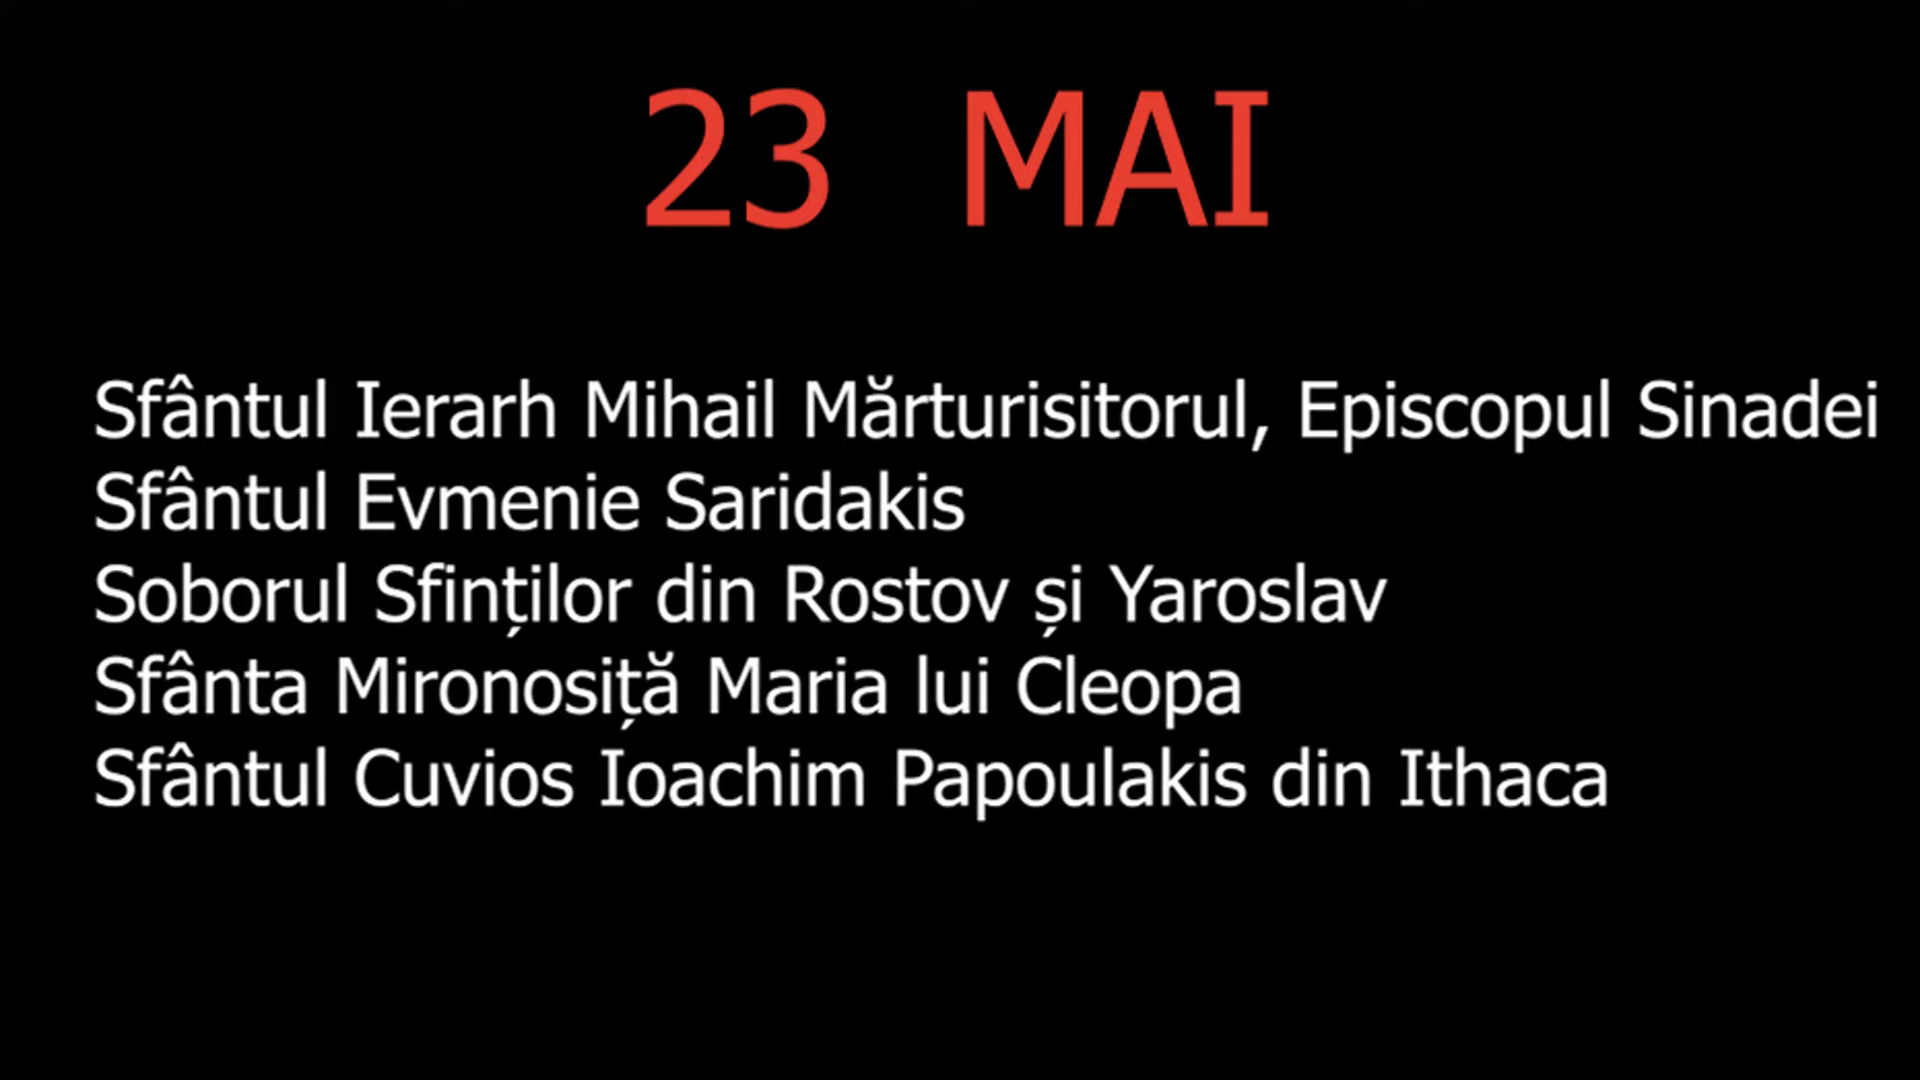 23 MAI
Sfântul Ierarh Mihail Mărturisitorul, Episcopul Sinadei
Sfântul Evmenie Saridakis
Soborul Sfinților din Rostov și Yaroslav
Sfânta Mironosiță Maria lui Cleopa
Sfântul Cuvios Ioachim Papoulakis din Ithaca